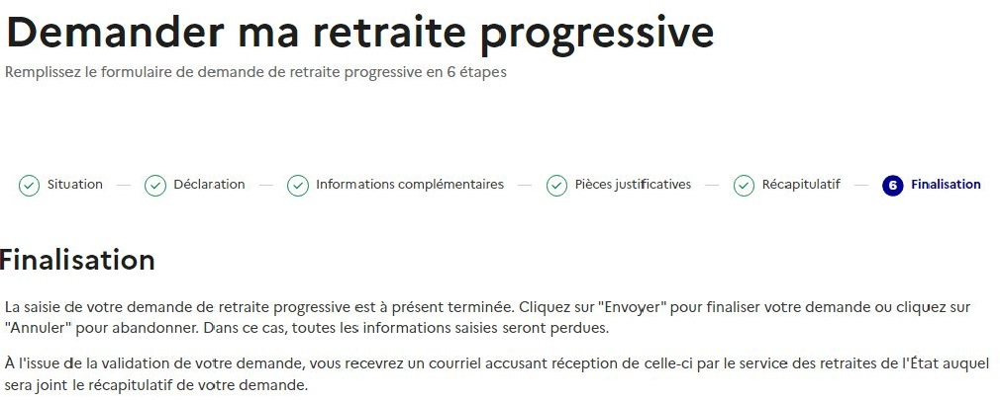 Demander ma retraite progressive
Remplissez le formulaire de demande de retraite progressive en 6 étapes
Situation — Déclaration — Informations complémentaires — Pièces justificatives — Récapitulatif — 6 Finalisation
Finalisation
La saisie de votre demande de retraite progressive est à présent terminée. Cliquez sur "Envoyer" pour finaliser votre demande ou cliquez sur
"Annuler" pour abandonner. Dans ce cas, toutes les informations saisies seront perdues.
À l'issue de la validation de votre demande, vous recevrez un courriel accusant réception de celle-ci par le service des retraites de l'État auquel
sera joint le récapitulatif de votre demande.